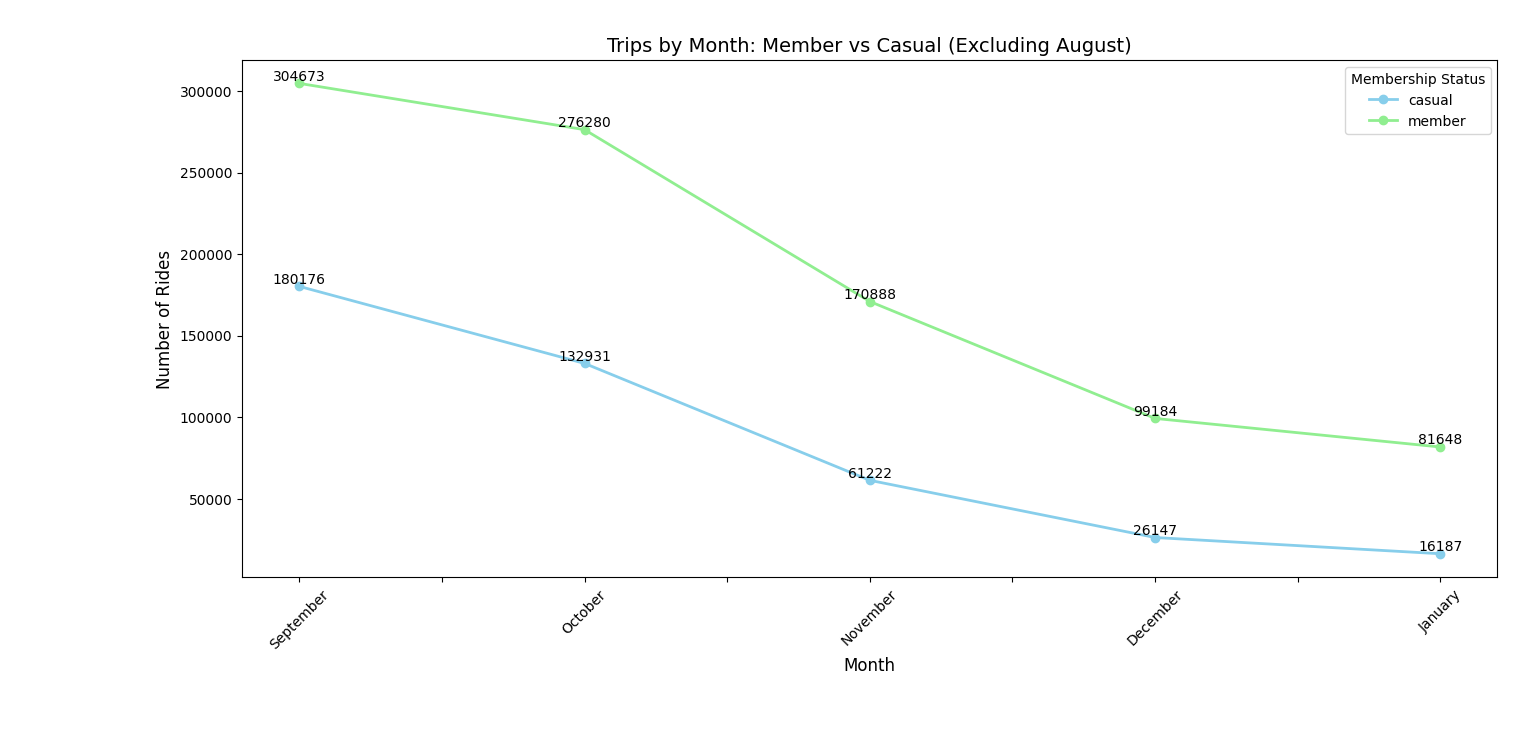 Trips by Month: Member vs Casual (Excluding August)
Membership Status
casual
member
Number of Rides
300000
250000
200000
150000
100000
50000
304673
276280
170888
99184
81648
180176
132931
61222
26147
16187
September
October
November
December
January
Month